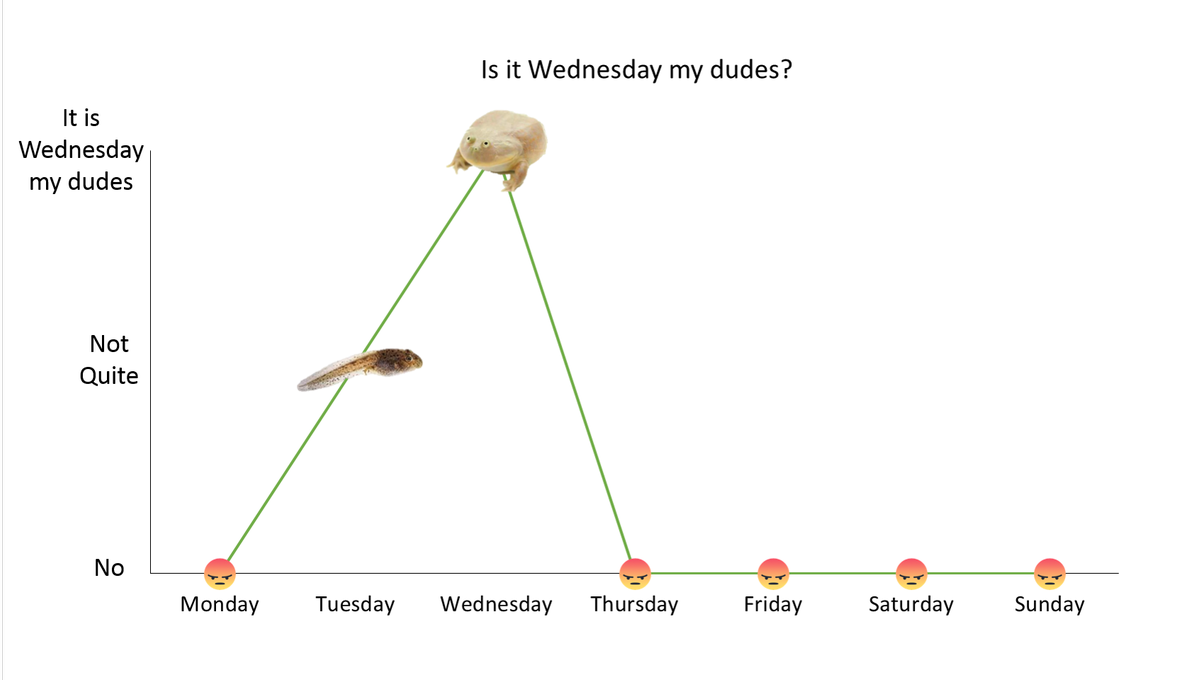 Is it Wednesday my dudes?
It is
Wednesday
my dudes
Not
Quite
No
Monday Tuesday Wednesday Thursday Friday Saturday Sunday